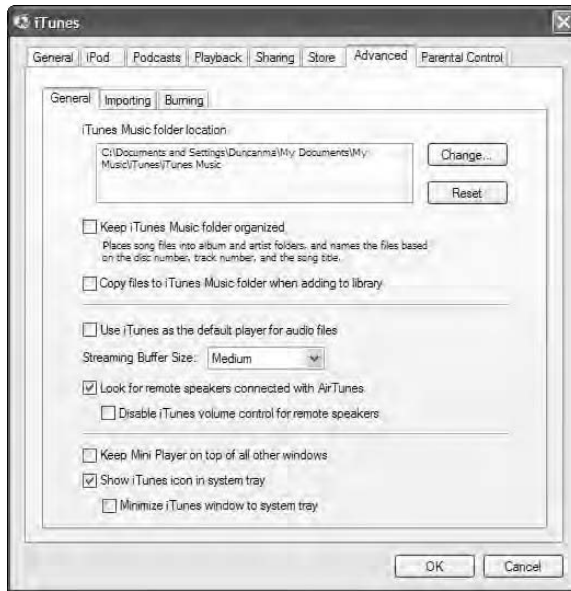 iTunes
General iPod Podcasts Playback Sharing Store Advanced Parental Control
General Importing Burning
iTunes Music folder location
C:\Documents and Settings\Duncanma\My Documents\My
Music\iTunes\iTunes Music
Change...
Reset
Keep iTunes Music folder organized
Places song files into album and artist folders, and names the files based
on the disc number, track number, and the song title.
Copy files to iTunes Music folder when adding to library
Use iTunes as the default player for audio files
Streaming Buffer Size: Medium
Look for remote speakers connected with AirTunes
Disable iTunes volume control for remote speakers
Keep Mini Player on top of all other windows
Show iTunes icon in system tray
Minimize iTunes window to system tray
OK Cancel